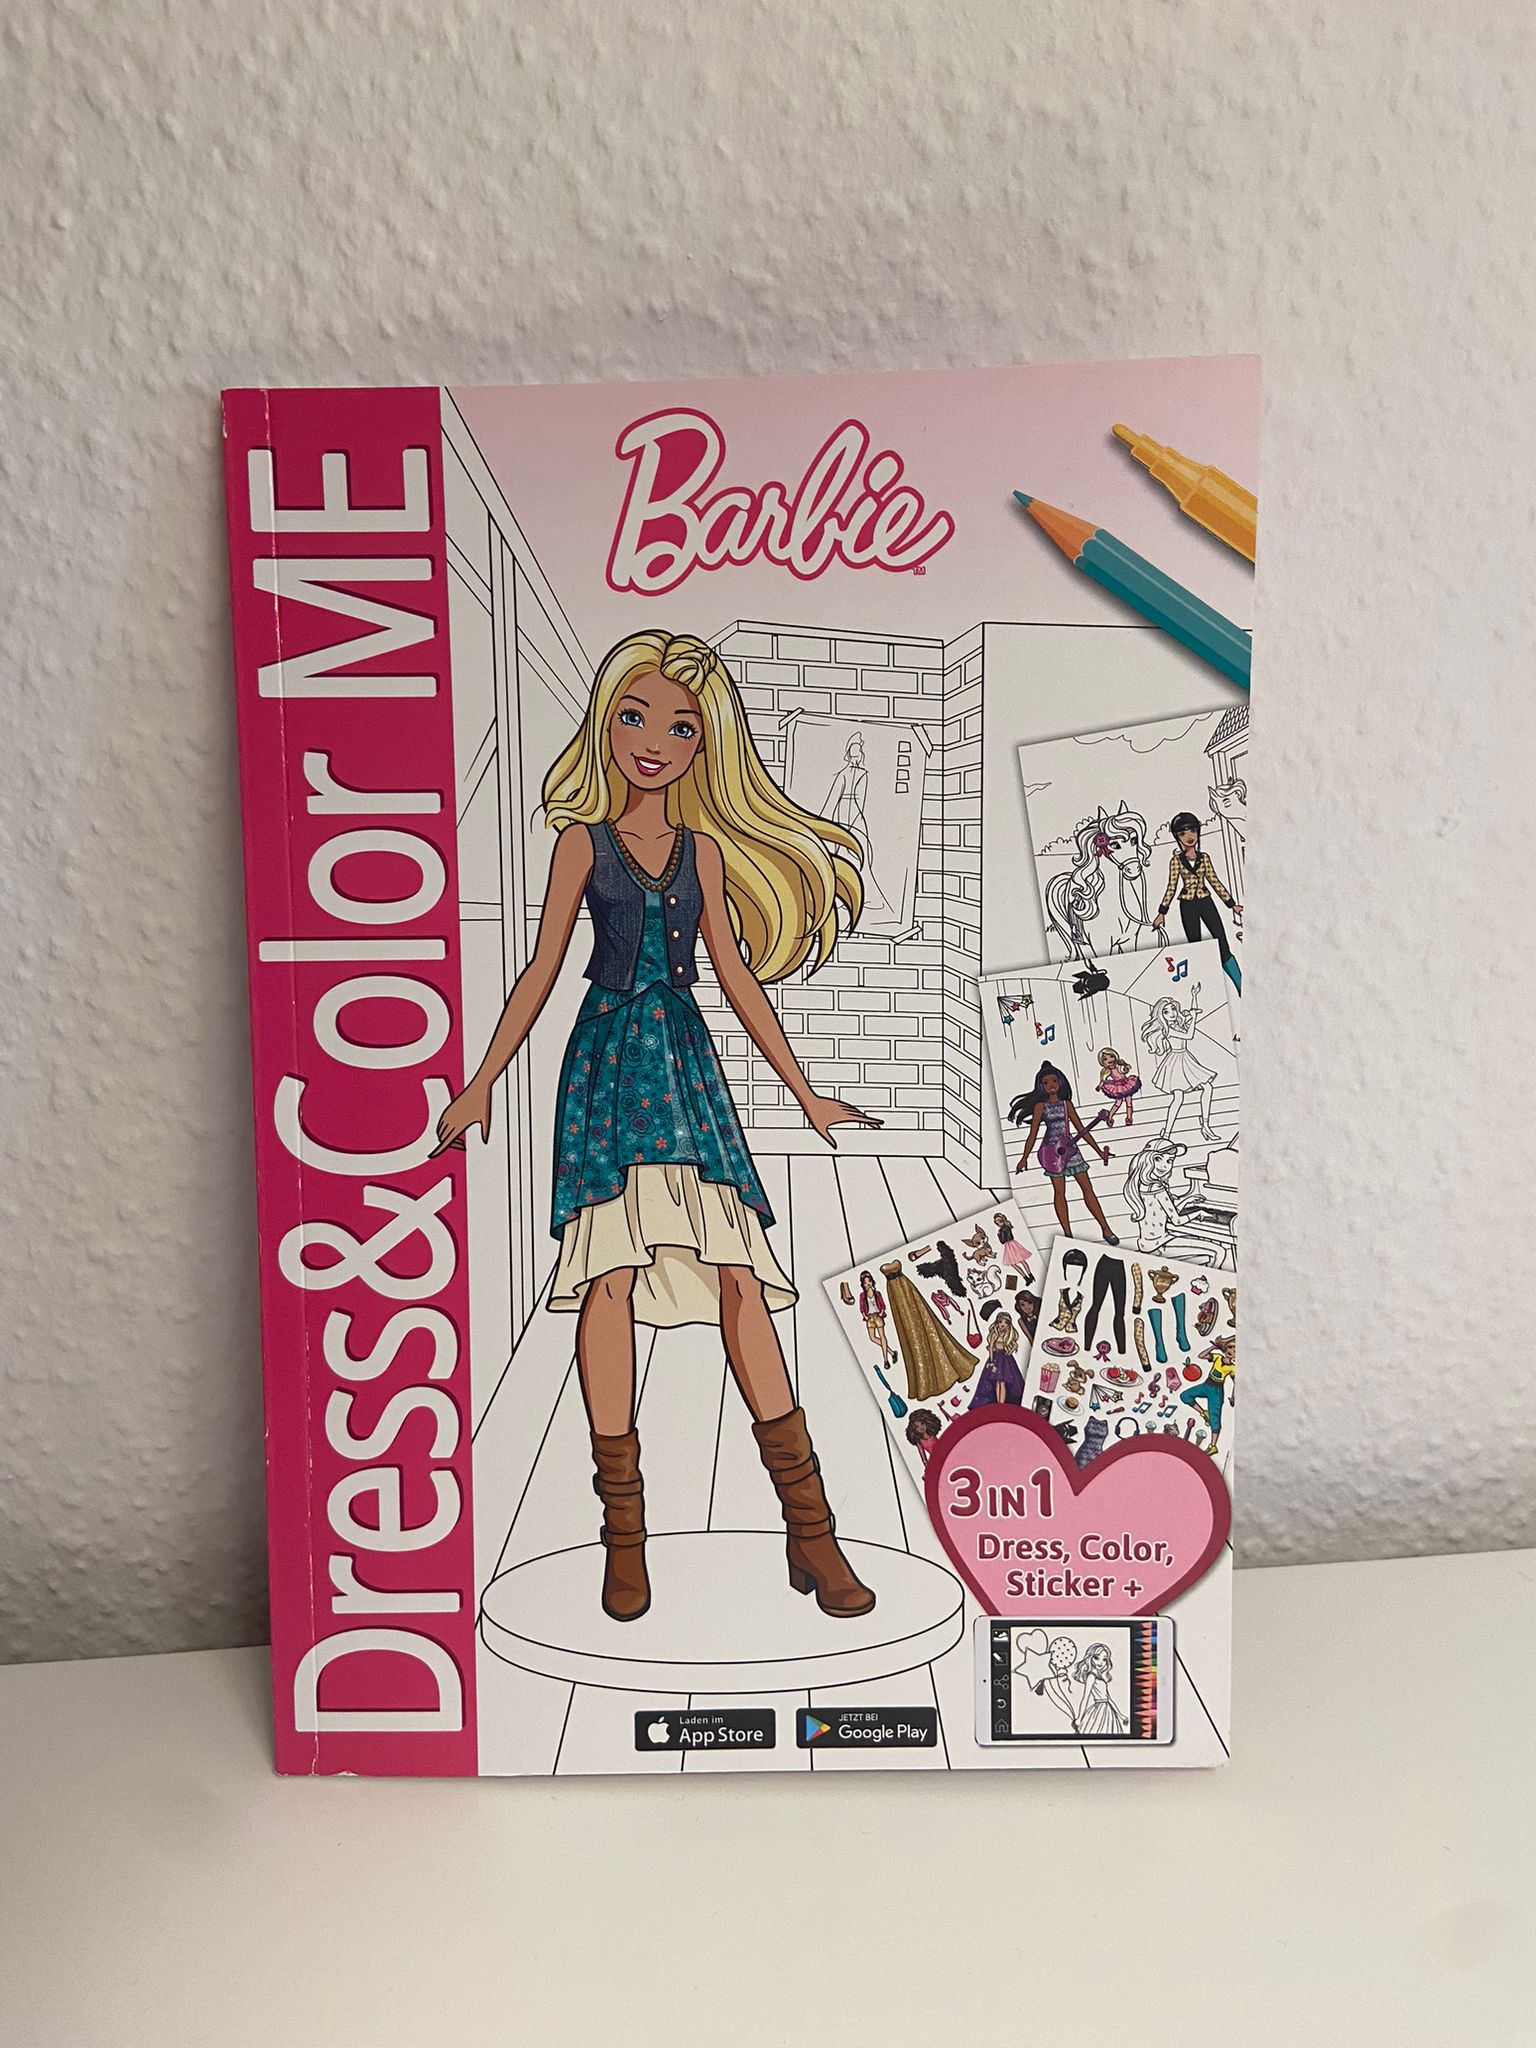 Dress&Color ME
Barbie
TM
3 IN 1
Dress, Color,
Sticker +
Laden im
App Store
JETZT BEI
Google Play